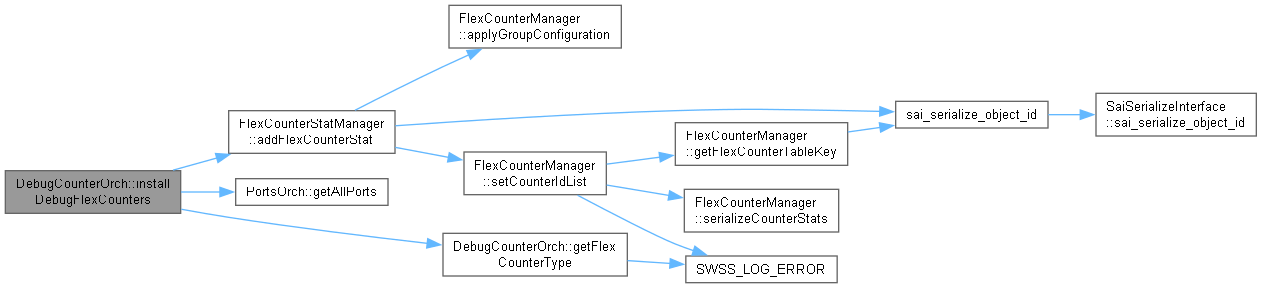 FlexCounterManager
::applyGroupConfiguration
FlexCounterStatManager
::addFlexCounterStat
sai_serialize_object_id
SaiSerializeInterface
::sai_serialize_object_id
FlexCounterManager
::getFlexCounterTableKey
FlexCounterManager
::setCounterIdList
DebugCounterOrch::install
DebugFlexCounters
PortsOrch::getAllPorts
FlexCounterManager
::serializeCounterStats
DebugCounterOrch::getFlex
CounterType
SWSS_LOG_ERROR